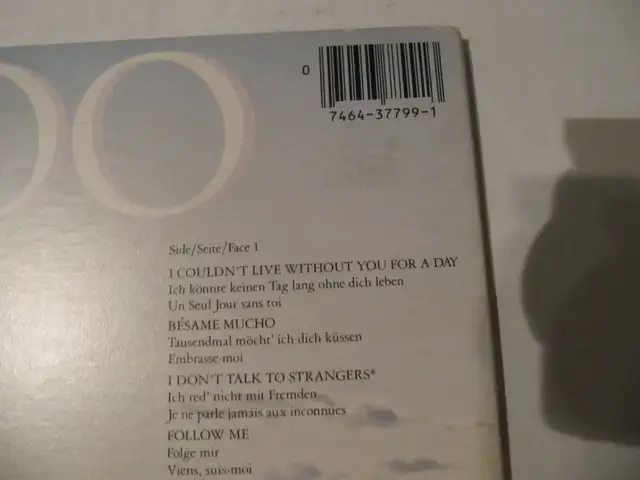 OO
0
7464-37799-1
Side/Seite/Face 1
I COULDN'T LIVE WITHOUT YOU FOR A DAY
Ich könnte keinen Tag lang ohne dich leben
Un Seul Jour sans toi
BÉSAME MUCHO
Tausendmal möcht' ich dich küssen
Embrasse-moi
I DON'T TALK TO STRANGERS*
Ich red' nicht mit Fremden
Je ne parle jamais aux inconnues
FOLLOW ME
Folge mir
Viens, suis-moi